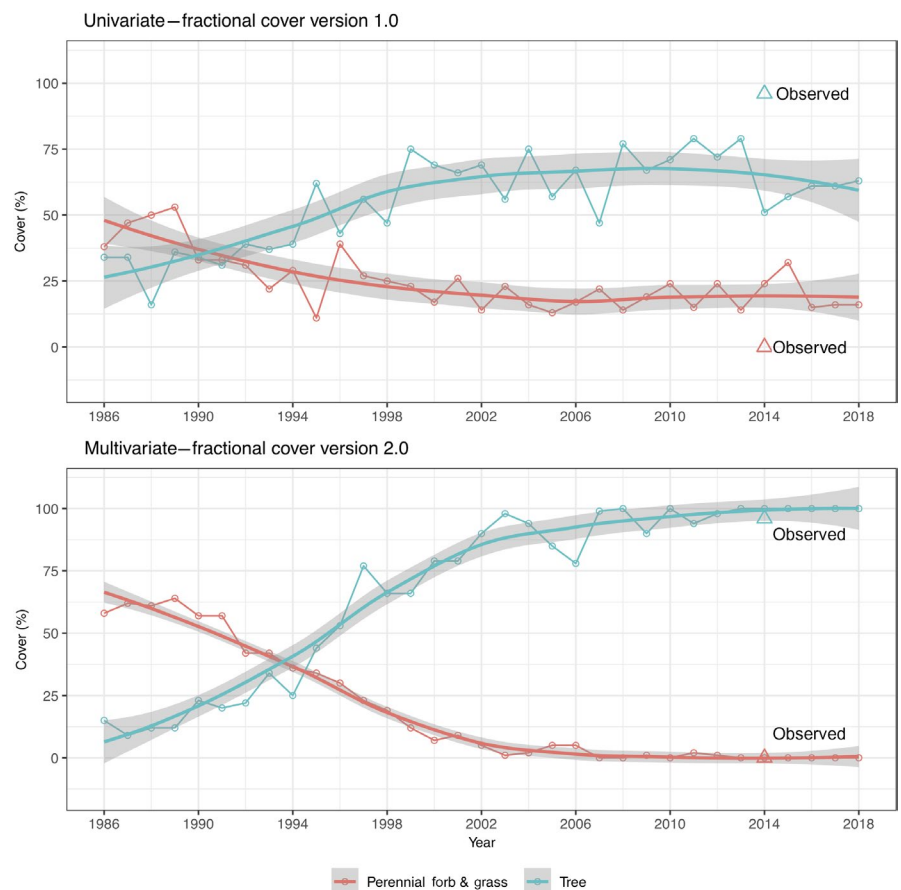 Univariate–fractional cover version 1.0
Cover (%)
100
75
50
25
0
Observed
Observed
1986 1990 1994 1998 2002 2006 2010 2014 2018
Multivariate–fractional cover version 2.0
Cover (%)
100
75
50
25
0
Observed
Observed
1986 1990 1994 1998 2002 2006 2010 2014 2018
Year
Perennial forb & grass Tree